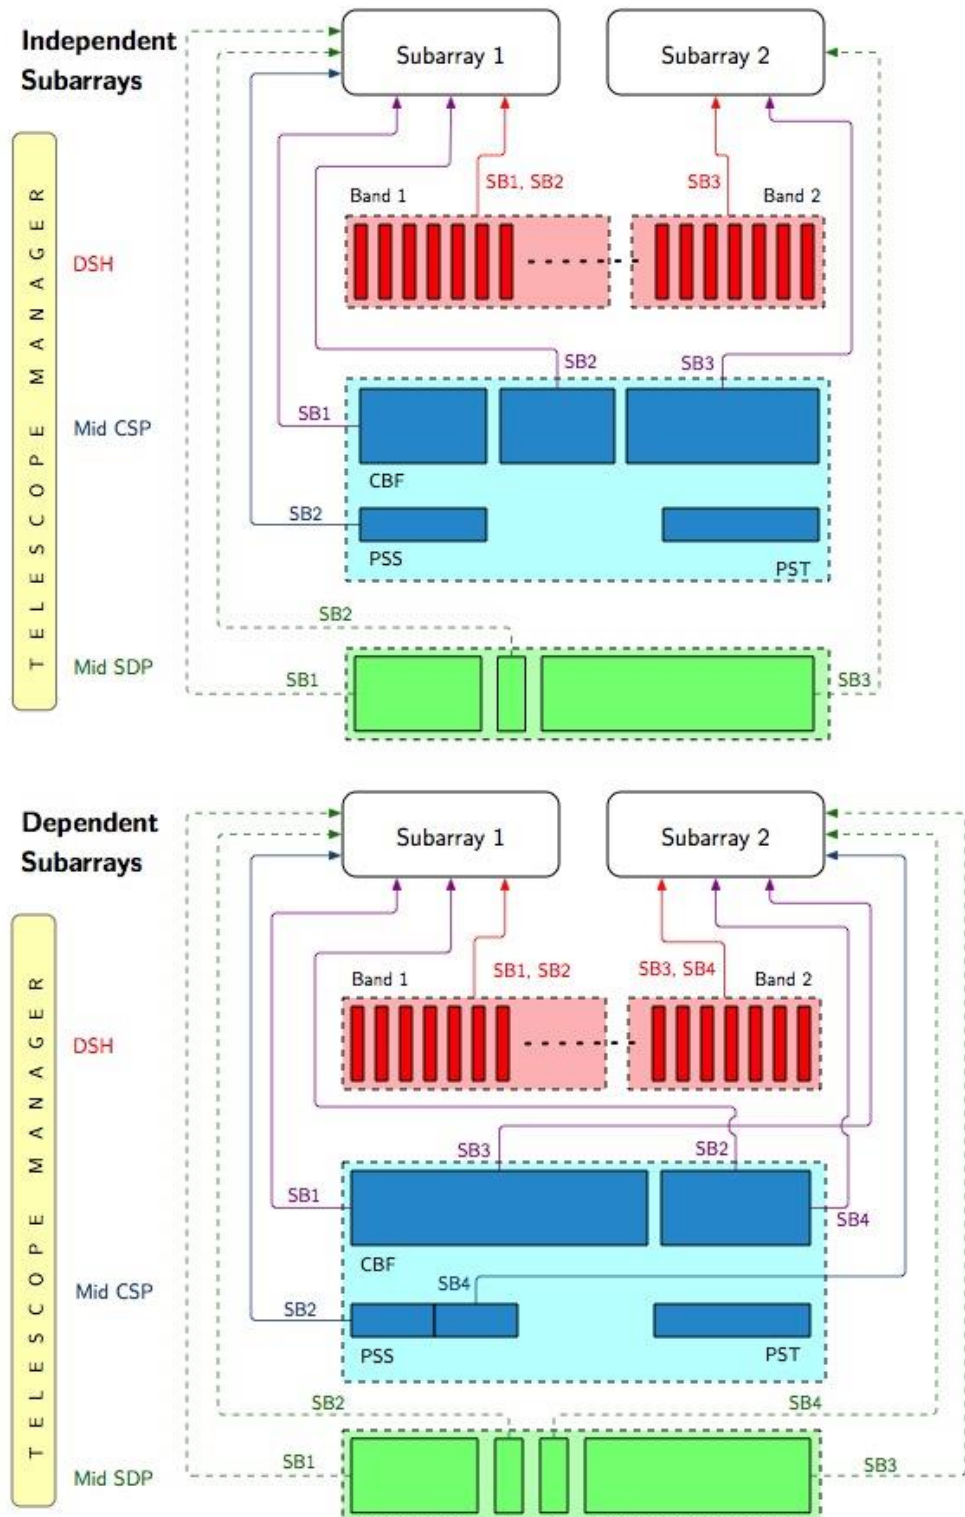 Independent
Subarrays
Subarray 1
Subarray 2
TELESCOPE MANAGER
SB1, SB2
SB3
Band 1
Band 2
DSH
SB2
SB3
SB1
Mid CSP
CBF
SB2
PSS
PST
SB2
Mid SDP
SB1
SB3
Dependent
Subarrays
Subarray 1
Subarray 2
TELESCOPE MANAGER
SB1, SB2
SB3, SB4
Band 1
Band 2
DSH
SB3
SB2
SB1
SB4
CBF
Mid CSP
SB4
SB2
PSS
PST
SB2
SB4
Mid SDP
SB1
SB3